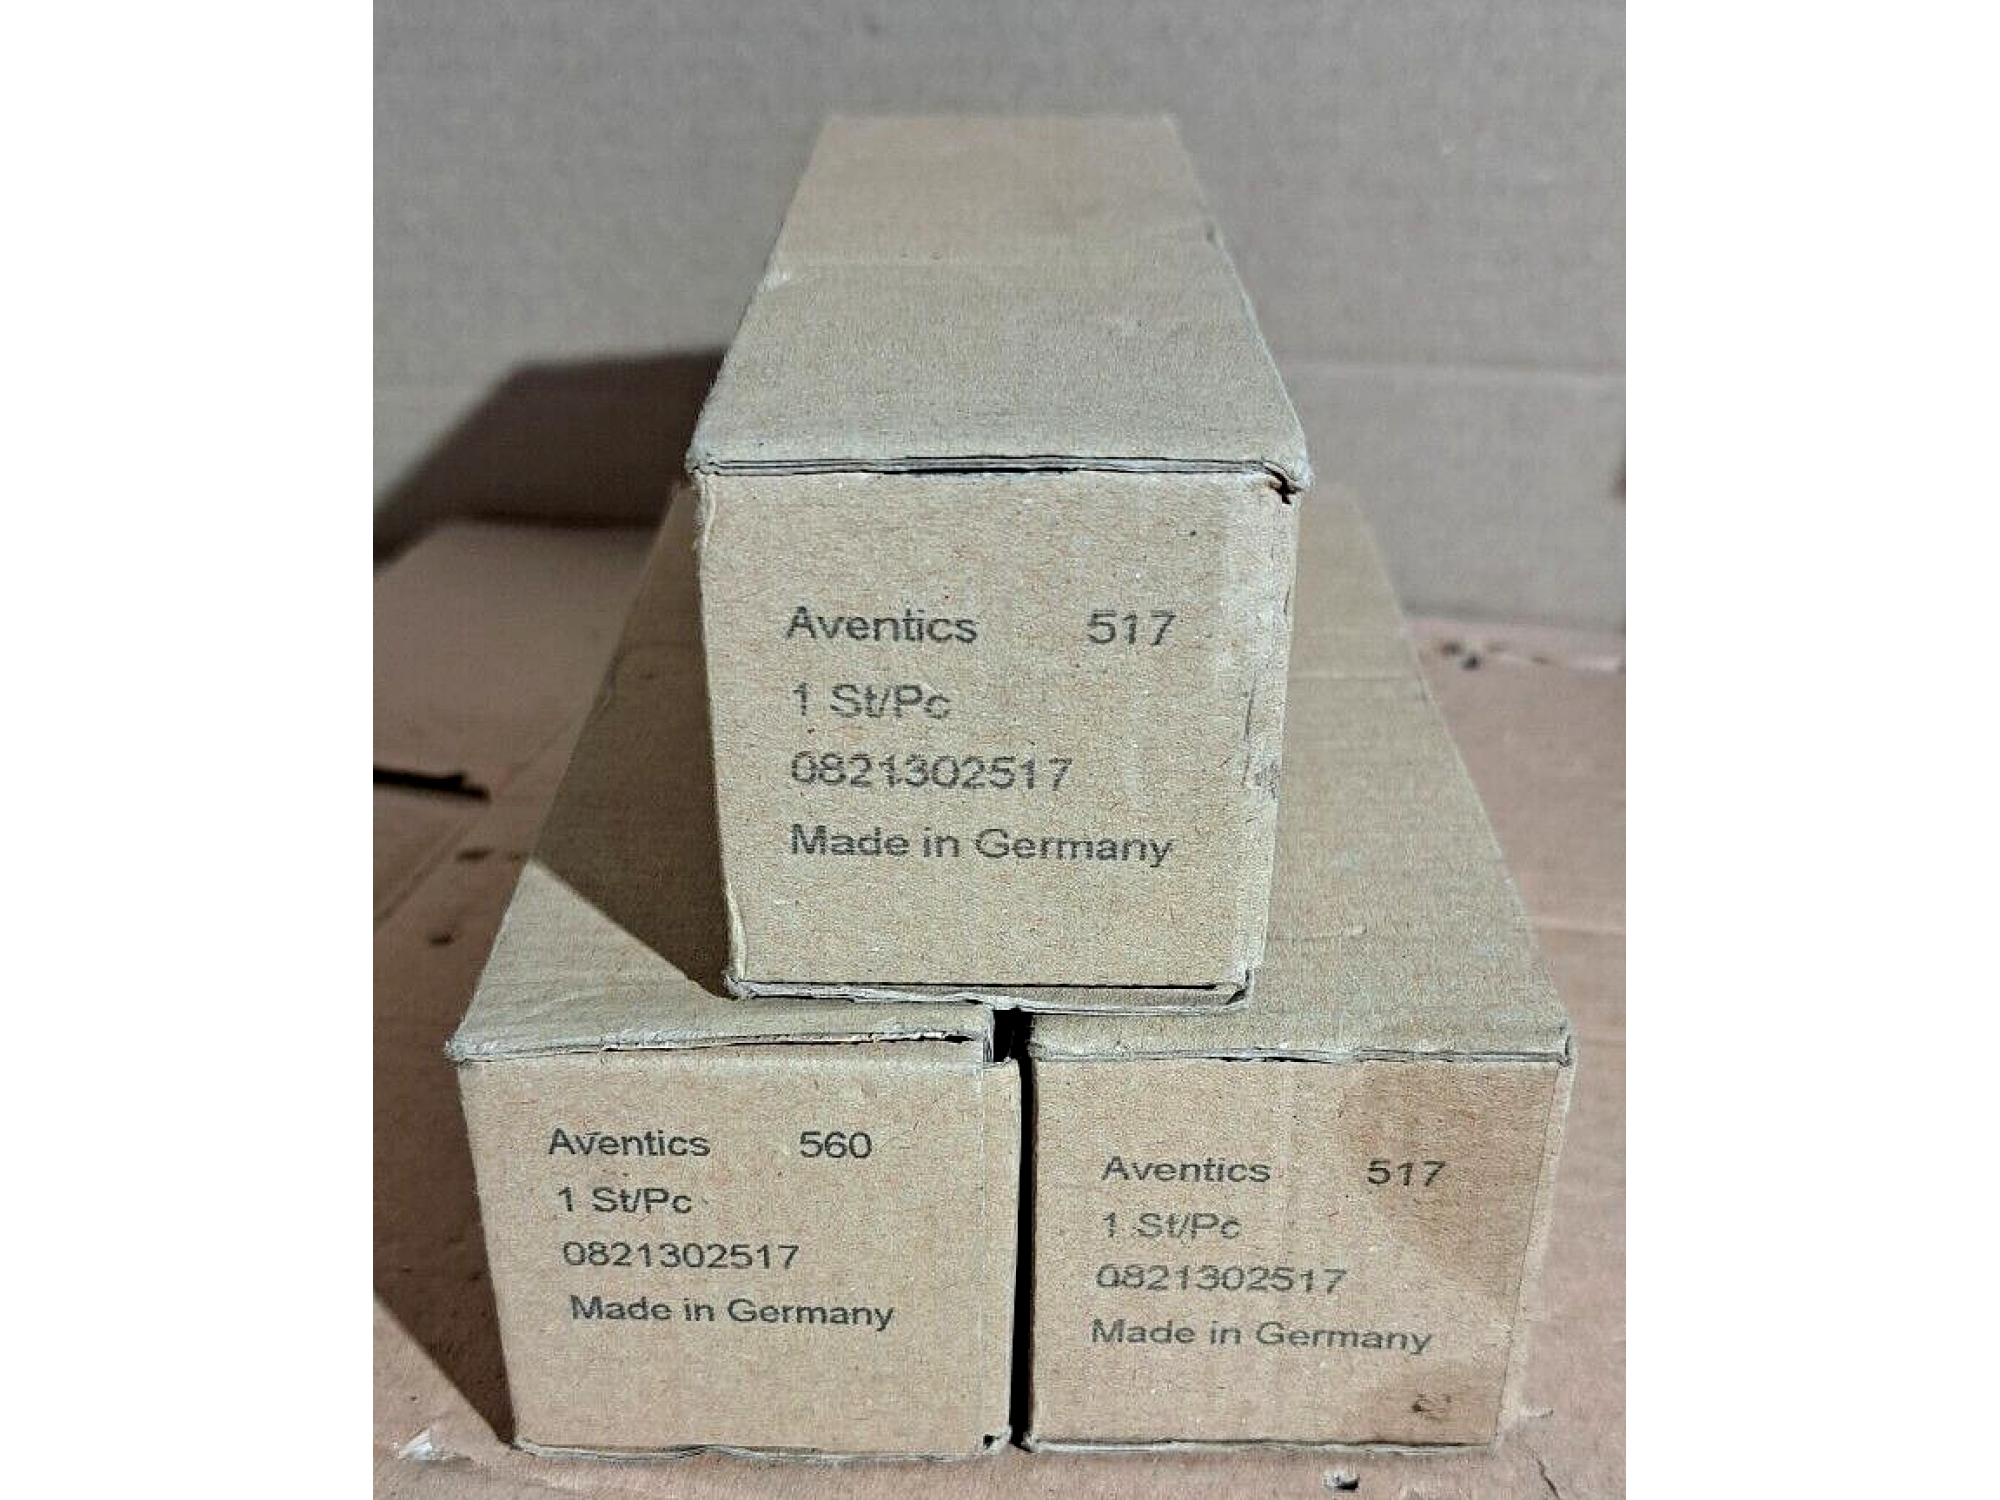 Aventics 517
1 St/Pc
0821302517
Made in Germany
Aventics 560
1 St/Pc
0821302517
Made in Germany
Aventics 517
1 St/Pc
0821302517
Made in Germany